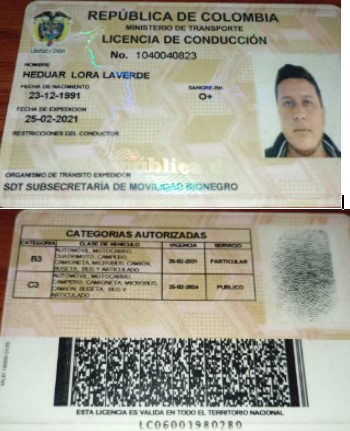 REPÚBLICA DE COLOMBIA
MINISTERIO DE TRANSPORTE
LICENCIA DE CONDUCCIÓN
Libertad y Orden
No. 1040040823
NOMBRE
HEDUAR LORA LAVERDE
FECHA DE NACIMIENTO
SANGRE-RH
23-12-1991
O+
FECHA DE EXPEDICION
25-02-2021
RESTRICCIONES DEL CONDUCTOR
ORGANISMO DE TRÁNSITO EXPEDIDOR
SDT SUBSECRETARÍA DE MOVILIDAD RIONEGRO
CATEGORIAS AUTORIZADAS
CATEGORIA CLASE DE VEHICULO VIGENCIA SERVICIO
B3
AUTOMOVIL, MOTOCARRO,
CUATRIMOTO, CAMPERO,
CAMIONETA, MICROBUS, CAMIÓN,
BUSETA, BUS Y ARTICULADO
25-02-2031
PARTICULAR
C3
AUTOMOVIL, MOTOCARRO,
CAMPERO, CAMIONETA, MICROBUS,
CAMIÓN, BUSETA, BUS Y
ARTICULADO
25-02-2024
PUBLICO
ESTA LICENCIA ES VALIDA EN TODO EL TERRITORIO NACIONAL
LC06001980280